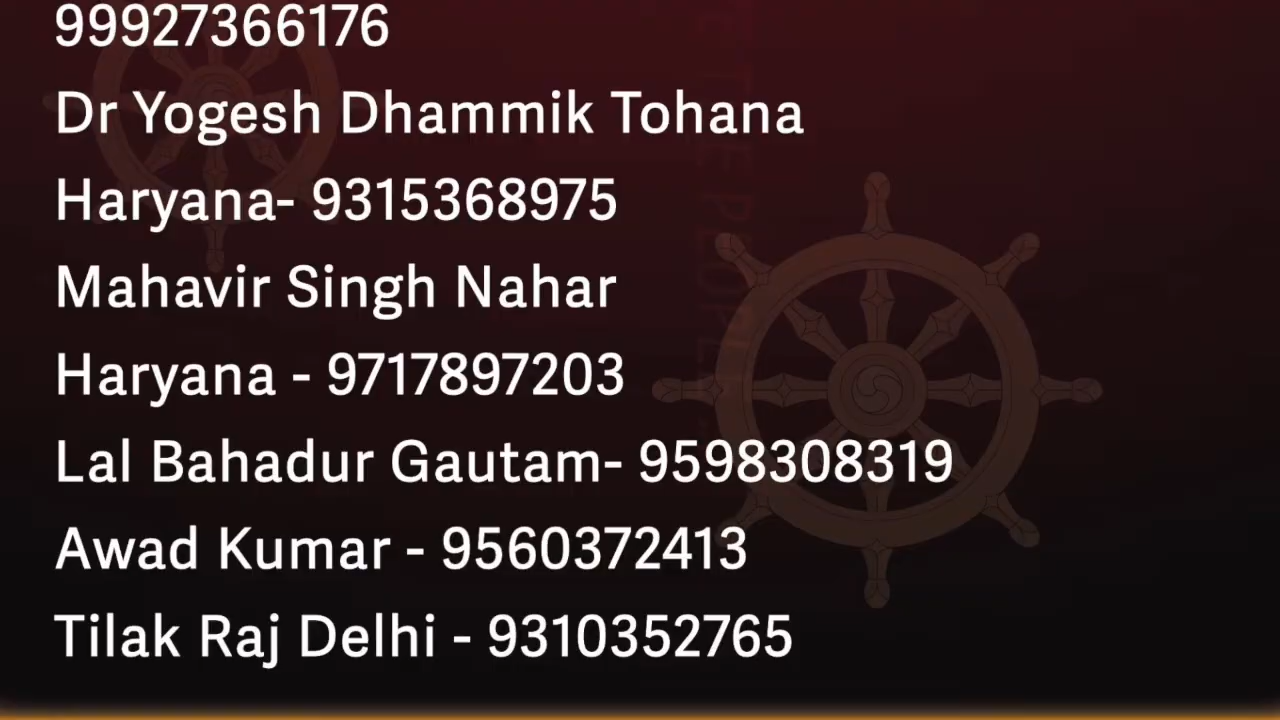 99927366176
Dr Yogesh Dhammik Tohana
Haryana- 9315368975
Mahavir Singh Nahar
Haryana - 9717897203
Lal Bahadur Gautam- 9598308319
Awad Kumar - 9560372413
Tilak Raj Delhi - 9310352765